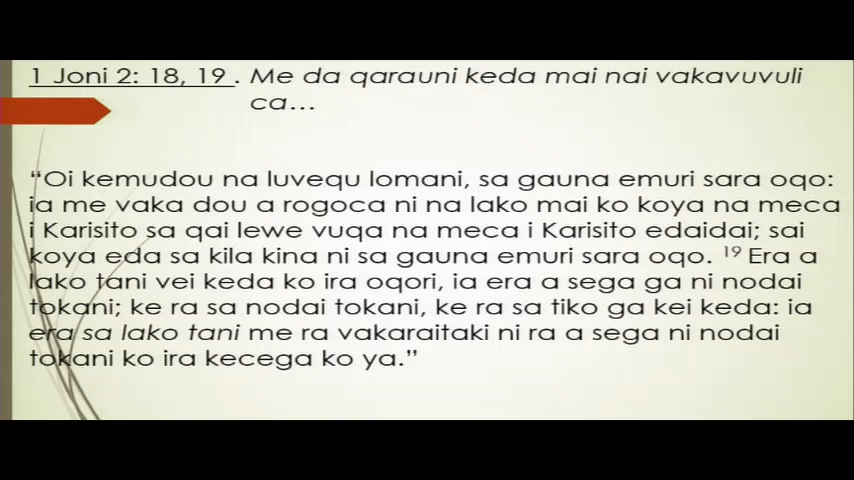 1 Joni 2: 18, 19 . Me da qarauni keda mai nai vakavuvuli
ca…
“Oi kemudou na luvequ lomani, sa gauna emuri sara oqo:
ia me vaka dou a rogoca ni na lako mai ko koya na meca
i Karisito sa qai lewe vuqa na meca i Karisito edaidai; sai
koya eda sa kila kina ni sa gauna emuri sara oqo. 19 Era a
lako tani vei keda ko ira oqori, ia era a sega ga ni nodai
tokani; ke ra sa nodai tokani, ke ra sa tiko ga kei keda: ia
era sa lako tani me ra vakaraitaki ni ra a sega ni nodai
tokani ko ira kecega ko ya.”